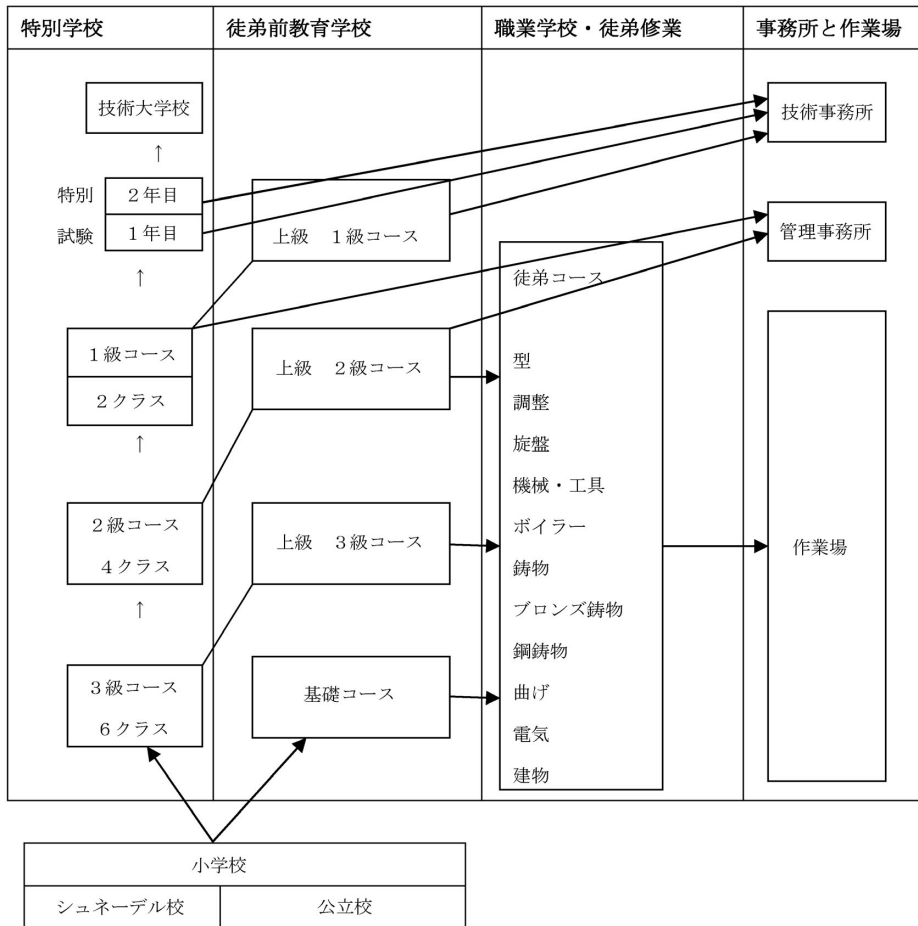 特別学校
徒弟前教育学校
職業学校・徒弟修業
事務所と作業場
技術大学校
↑
特別
２年目
試験
１年目
↑
１級コース
２クラス
↑
２級コース
４クラス
↑
３級コース
６クラス
上級　１級コース
上級　２級コース
上級　３級コース
基礎コース
徒弟コース
型
調整
旋盤
機械・工具
ボイラー
鋳物
ブロンズ鋳物
鋼鋳物
曲げ
電気
建物
技術事務所
管理事務所
作業場
小学校
シュネーデル校
公立校